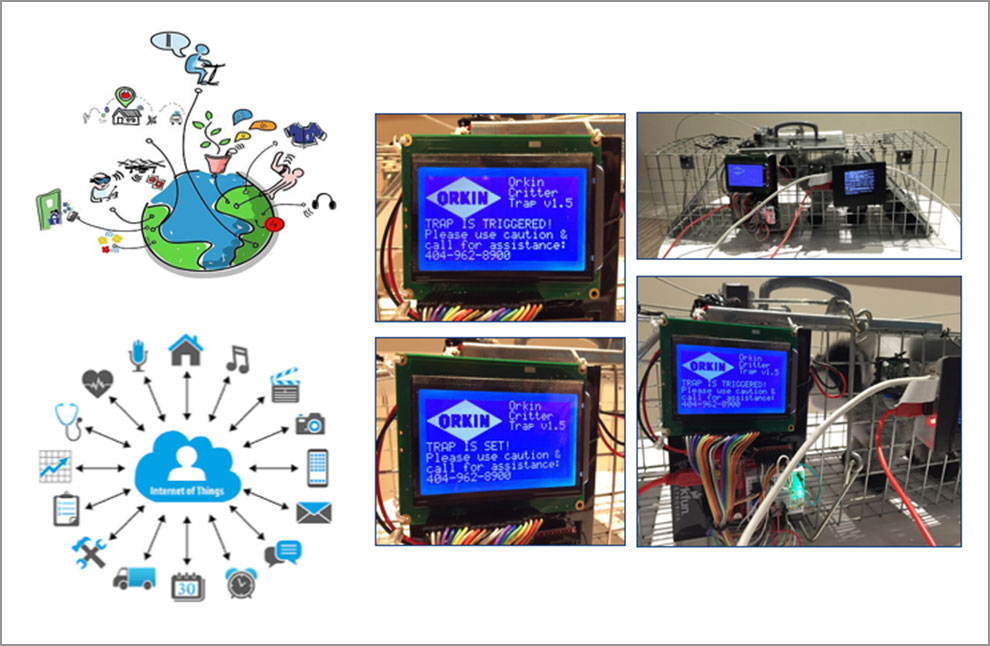 ORKIN
Orkin
Critter
Trap v1.5
TRAP IS TRIGGERED!
Please use caution &
call for assistance:
404-962-8900
ORKIN
Orkin
Critter
Trap v1.5
TRAP IS SET!
Please use caution &
call for assistance:
404-962-8900
ORKIN
Orkin
Critter
Trap v1.5
TRAP IS TRIGGERED!
Please use caution &
call for assistance:
404-962-8900
Internet of Things
30